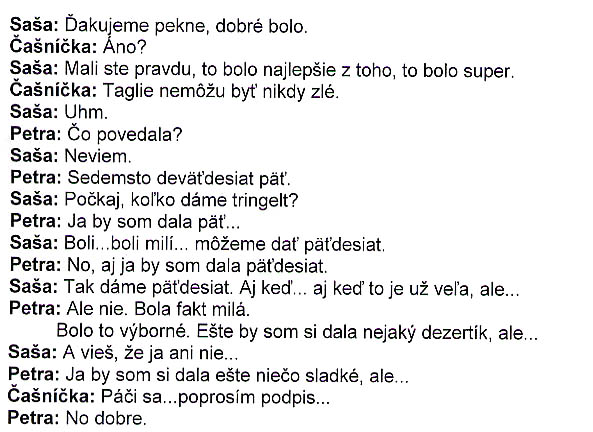 Saša: Ďakujeme pekne, dobré bolo.
Čašníčka: Áno?
Saša: Mali ste pravdu, to bolo najlepšie z toho, to bolo super.
Čašníčka: Taglie nemôžu byť nikdy zlé.
Saša: Uhm.
Petra: Čo povedala?
Saša: Neviem.
Petra: Sedemsto deväťdesiat päť.
Saša: Počkaj, koľko dáme tringelt?
Petra: Ja by som dala päť...
Saša: Boli...boli milí... môžeme dať päťdesiat.
Petra: No, aj ja by som dala päťdesiat.
Saša: Tak dáme päťdesiat. Aj keď... aj keď to je už veľa, ale...
Petra: Ale nie. Bola fakt milá.
Bolo to výborné. Ešte by som si dala nejaký dezertík, ale...
Saša: A vieš, že ja ani nie...
Petra: Ja by som si dala ešte niečo sladké, ale...
Čašníčka: Páči sa...poprosím podpis...
Petra: No dobre.